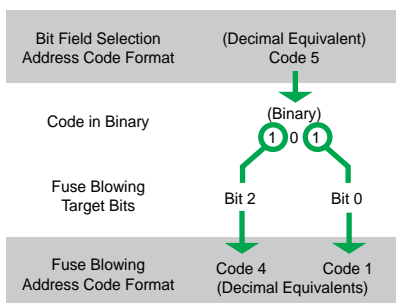 Bit Field Selection
Address Code Format
(Decimal Equivalent)
Code 5
Code in Binary
(Binary)
1 0 1
Fuse Blowing
Target Bits
Bit 2
Bit 0
Fuse Blowing
Address Code Format
Code 4
Code 1
(Decimal Equivalents)